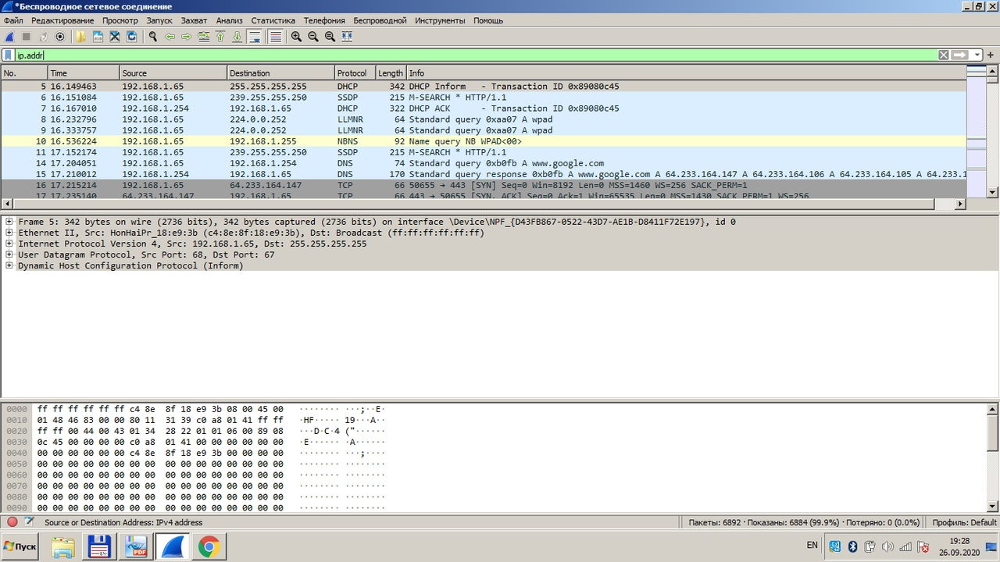 *Беспроводное сетевое соединение
Файл Редактирование Просмотр Запуск Захват Анализ Статистика Телефония Беспроводной Инструменты Помощь
ip.addr
No. Time Source Destination Protocol Length Info
5 16.149463 192.168.1.65 255.255.255.255 DHCP 342 DHCP Inform - Transaction ID 0x89080c45
6 16.151084 192.168.1.65 239.255.255.250 SSDP 215 M-SEARCH * HTTP/1.1
7 16.167010 192.168.1.254 192.168.1.65 DHCP 322 DHCP ACK - Transaction ID 0x89080c45
8 16.232796 192.168.1.65 224.0.0.252 LLMNR 64 Standard query 0xaa07 A wpad
9 16.333757 192.168.1.65 224.0.0.252 LLMNR 64 Standard query 0xaa07 A wpad
10 16.536224 192.168.1.65 192.168.1.255 NBNS 92 Name query NB WPAD<00>
11 17.152174 192.168.1.65 239.255.255.250 SSDP 215 M-SEARCH * HTTP/1.1
14 17.204051 192.168.1.65 192.168.1.254 DNS 74 Standard query 0xb0fb A www.google.com
15 17.210012 192.168.1.254 192.168.1.65 DNS 170 Standard query response 0xb0fb A www.google.com A 64.233.164.147 A 64.233.164.106 A 64.233.164.105 A 64.233.1
16 17.215214 192.168.1.65 64.233.164.147 TCP 66 50655 → 443 [SYN] Seq=0 Win=8192 Len=0 MSS=1460 WS=256 SACK_PERM=1
17 17.235140 64.233.164.147 192.168.1.65 TCP 66 443 → 50655 [SYN, ACK] Seq=0 Ack=1 Win=65535 Len=0 MSS=1430 SACK_PERM=1 WS=256
Frame 5: 342 bytes on wire (2736 bits), 342 bytes captured (2736 bits) on interface \Device\NPF_{D43FB867-0522-43D7-AE1B-D8411F72E197}, id 0
Ethernet II, Src: HonHaiPr_18:e9:3b (c4:8e:8f:18:e9:3b), Dst: Broadcast (ff:ff:ff:ff:ff:ff)
Internet Protocol Version 4, Src: 192.168.1.65, Dst: 255.255.255.255
User Datagram Protocol, Src Port: 68, Dst Port: 67
Dynamic Host Configuration Protocol (Inform)
0000 ff ff ff ff ff ff c4 8e 8f 18 e9 3b 08 00 45 00 ········ ···;··E·
0010 01 48 46 83 00 00 80 11 31 39 c0 a8 01 41 ff ff ·HF····· 19···A··
0020 ff ff 00 44 00 43 01 34 28 22 01 01 06 00 89 08 ···D·C·4 ("······
0030 0c 45 00 00 00 00 c0 a8 01 41 00 00 00 00 00 00 ·E······ ·A······
0040 00 00 00 00 00 00 c4 8e 8f 18 e9 3b 00 00 00 00 ········ ···;····
0050 00 00 00 00 00 00 00 00 00 00 00 00 00 00 00 00 ········ ········
0060 00 00 00 00 00 00 00 00 00 00 00 00 00 00 00 00 ········ ········
0070 00 00 00 00 00 00 00 00 00 00 00 00 00 00 00 00 ········ ········
0080 00 00 00 00 00 00 00 00 00 00 00 00 00 00 00 00 ········ ········
0090 00 00 00 00 00 00 00 00 00 00 00 00 00 00 00 00 ········ ········
Source or Destination Address: IPv4 address Пакеты: 6892 · Показаны: 6884 (99.9%) · Потеряно: 0 (0.0%) Профиль: Default
Пуск 64 PDF EN 19:28
26.09.2020